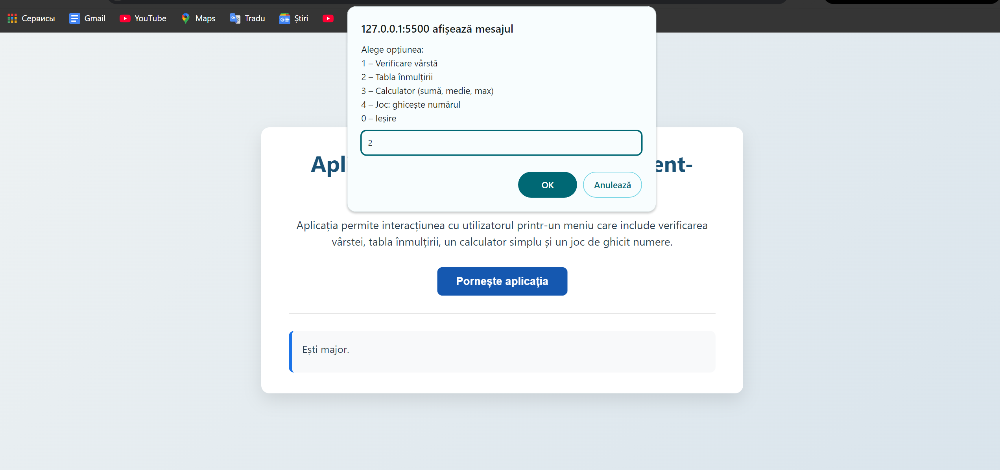 Сервисы Gmail YouTube Maps Tradu Știri
127.0.0.1:5500 afișează mesajul
Alege opțiunea:
1 – Verificare vârstă
2 – Tabla înmulțirii
3 – Calculator (sumă, medie, max)
4 – Joc: ghicește numărul
0 – Ieșire
2
OK Anulează
Aplicația permite interacțiunea cu utilizatorul printr-un meniu care include verificarea
vârstei, tabla înmulțirii, un calculator simplu și un joc de ghicit numere.
Pornește aplicația
Ești major.